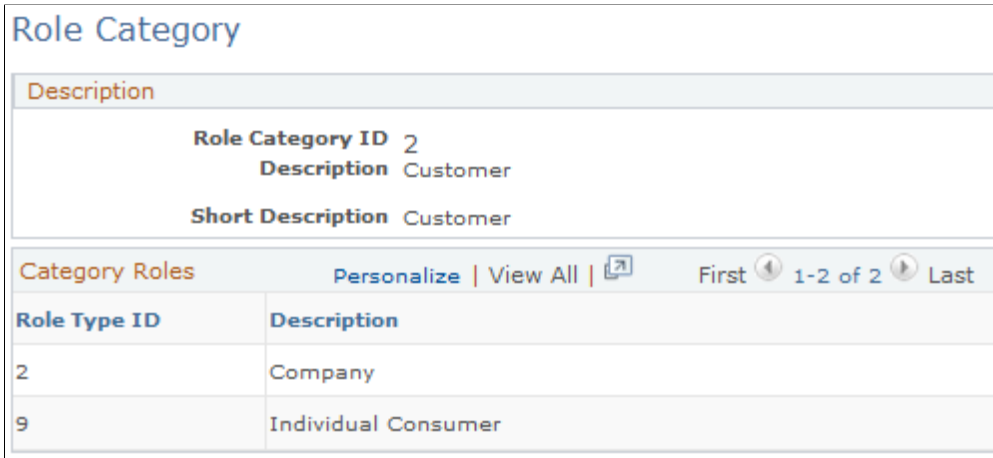 Role Category
Description
Role Category ID 2
Description Customer
Short Description Customer
Category Roles Personalize | View All | First 1-2 of 2 Last
Role Type ID Description
2 Company
9 Individual Consumer